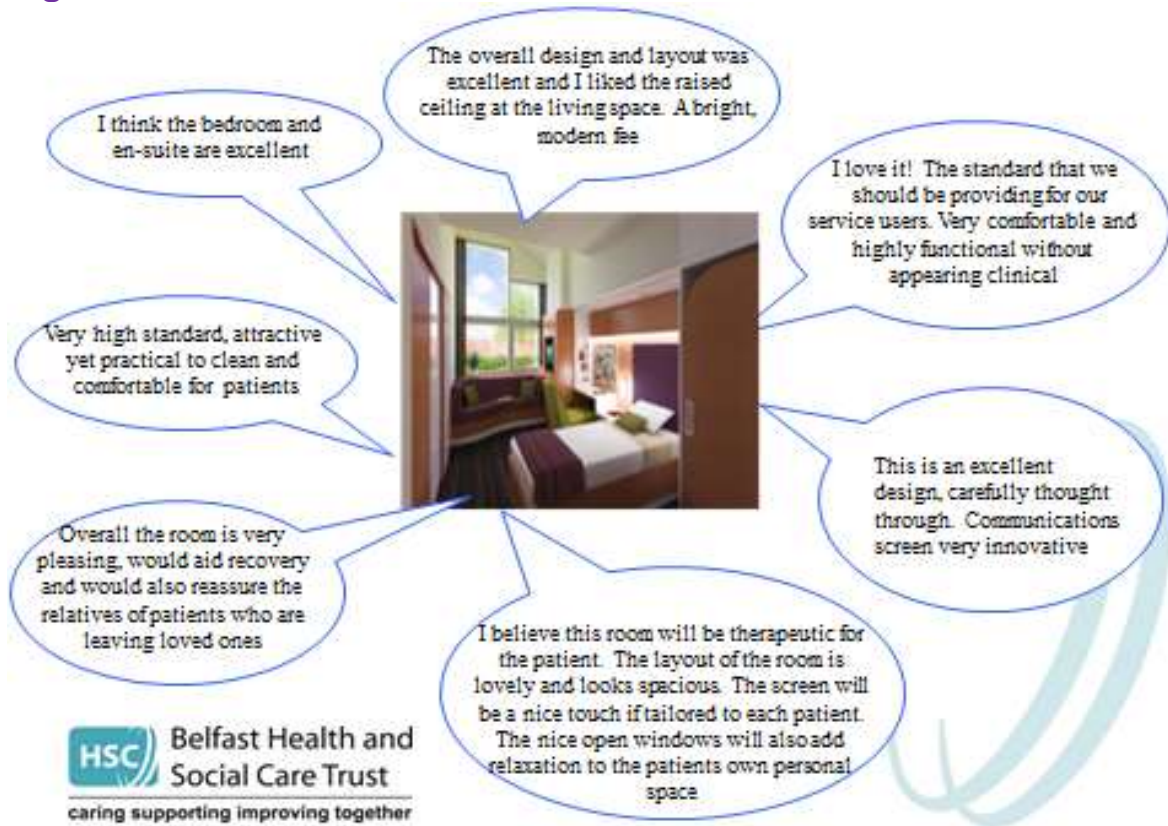 The overall design and layout was
excellent and I liked the raised
ceiling at the living space. A bright,
modern fee
I think the bedroom and
en-suite are excellent
I love it! The standard that we
should be providing for our
service users. Very comfortable and
highly functional without
appearing clinical
Very high standard, attractive
yet practical to clean and
comfortable for patients
This is an excellent
design, carefully thought
through. Communications
screen very innovative
Overall the room is very
pleasing, would aid recovery
and would also reassure the
relatives of patients who are
leaving loved ones
I believe this room will be therapeutic for
the patient. The layout of the room is
lovely and looks spacious. The screen will
be a nice touch if tailored to each patient.
The nice open windows will also add
relaxation to the patients own personal
space
HSC
Belfast Health and
Social Care Trust
caring supporting improving together